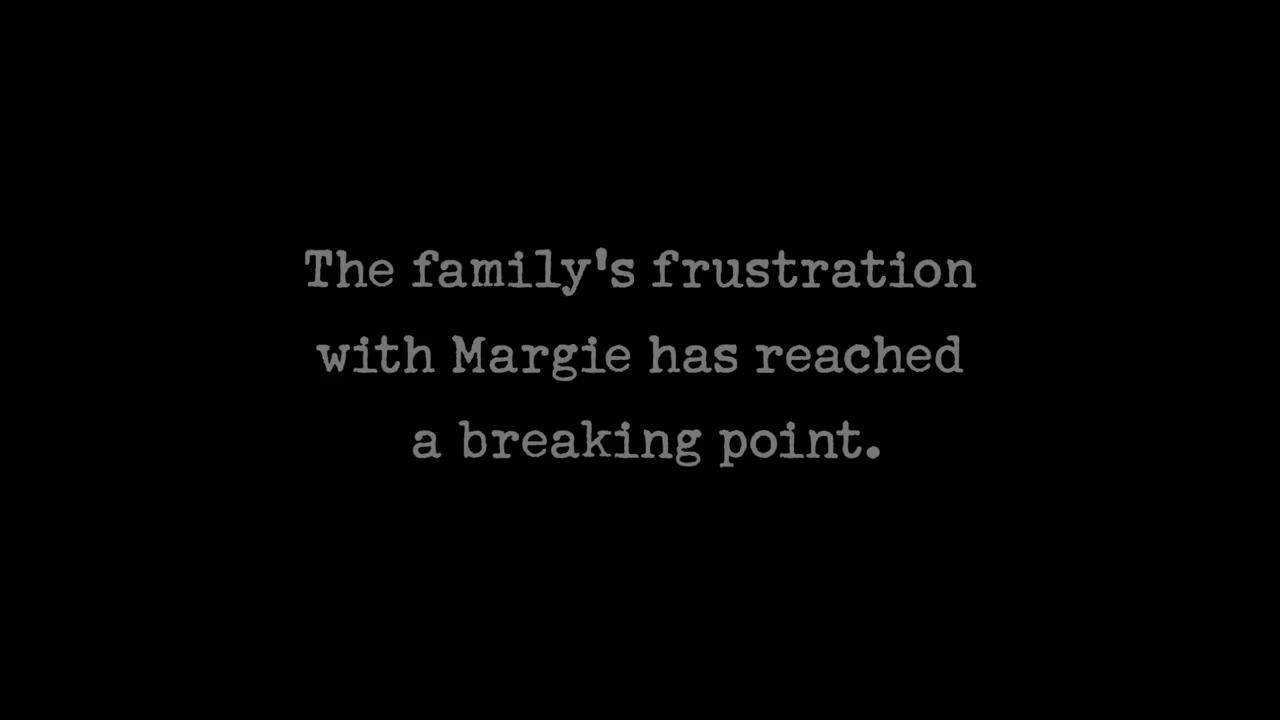 The family's frustration
with Margie has reached
a breaking point.